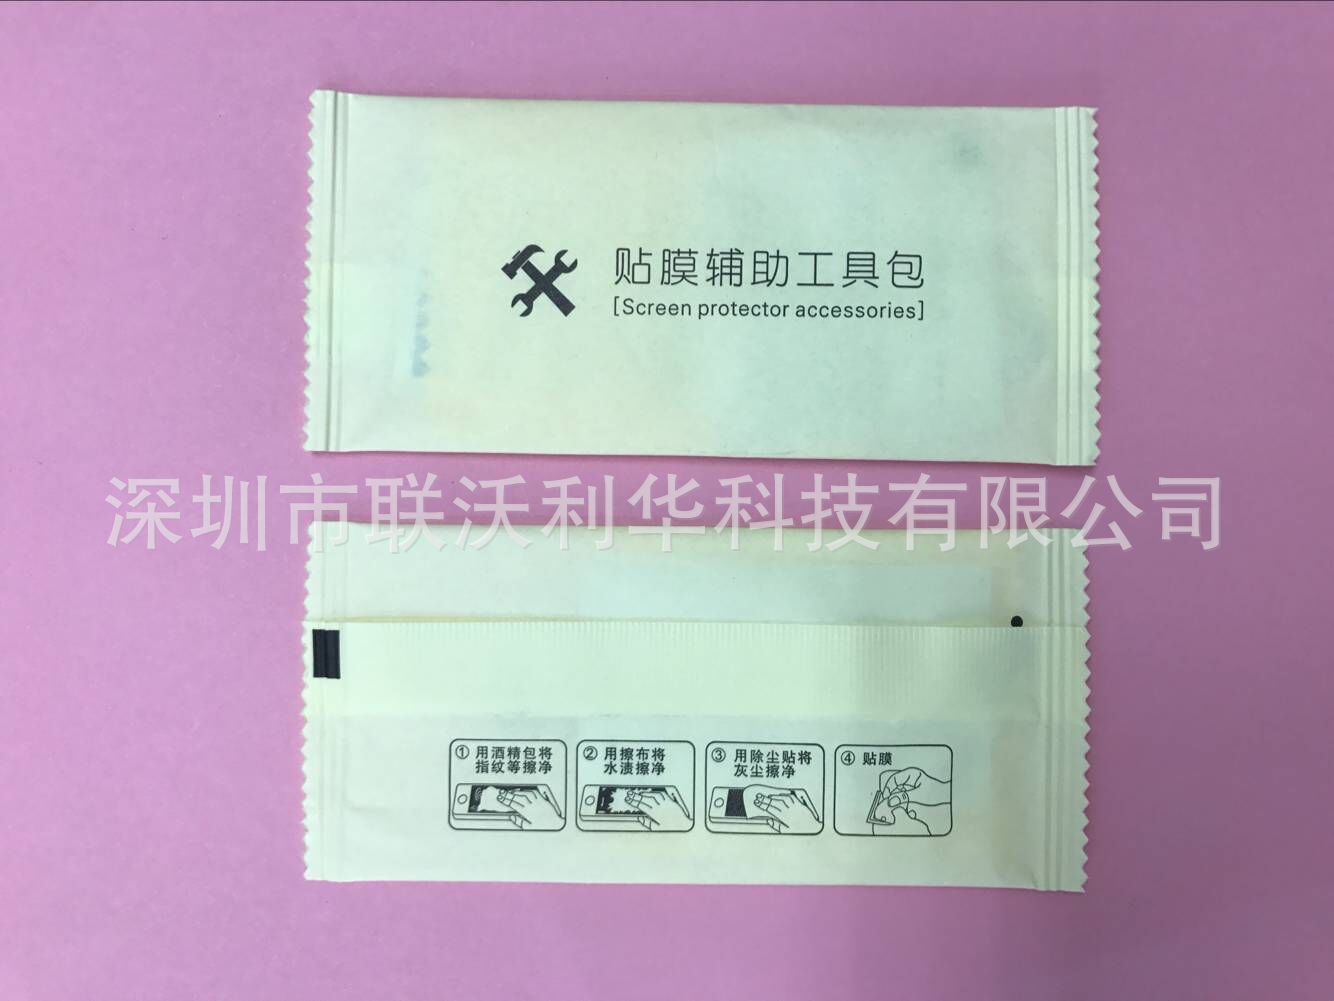 贴膜辅助工具包
[Screen protector accessories]
深圳市联沃利华科技有限公司
① 用酒精包将
指纹等擦净
② 用擦布将
水渍擦净
③ 用除尘贴将
灰尘擦净
④ 贴膜